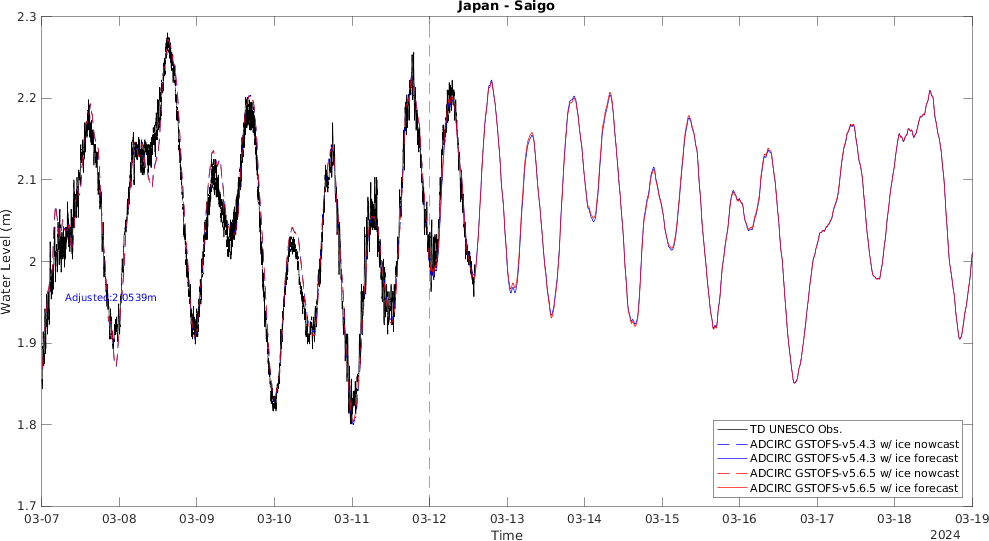 Japan - Saigo
2.3
2.2
2.1
2
1.9
1.8
1.7
Water Level (m)
Adjusted:2.0539m
TD UNESCO Obs.
ADCIRC GSTOFS-v5.4.3 w/ ice nowcast
ADCIRC GSTOFS-v5.4.3 w/ ice forecast
ADCIRC GSTOFS-v5.6.5 w/ ice nowcast
ADCIRC GSTOFS-v5.6.5 w/ ice forecast
03-07 03-08 03-09 03-10 03-11 03-12 03-13 03-14 03-15 03-16 03-17 03-18 03-19
Time
2024